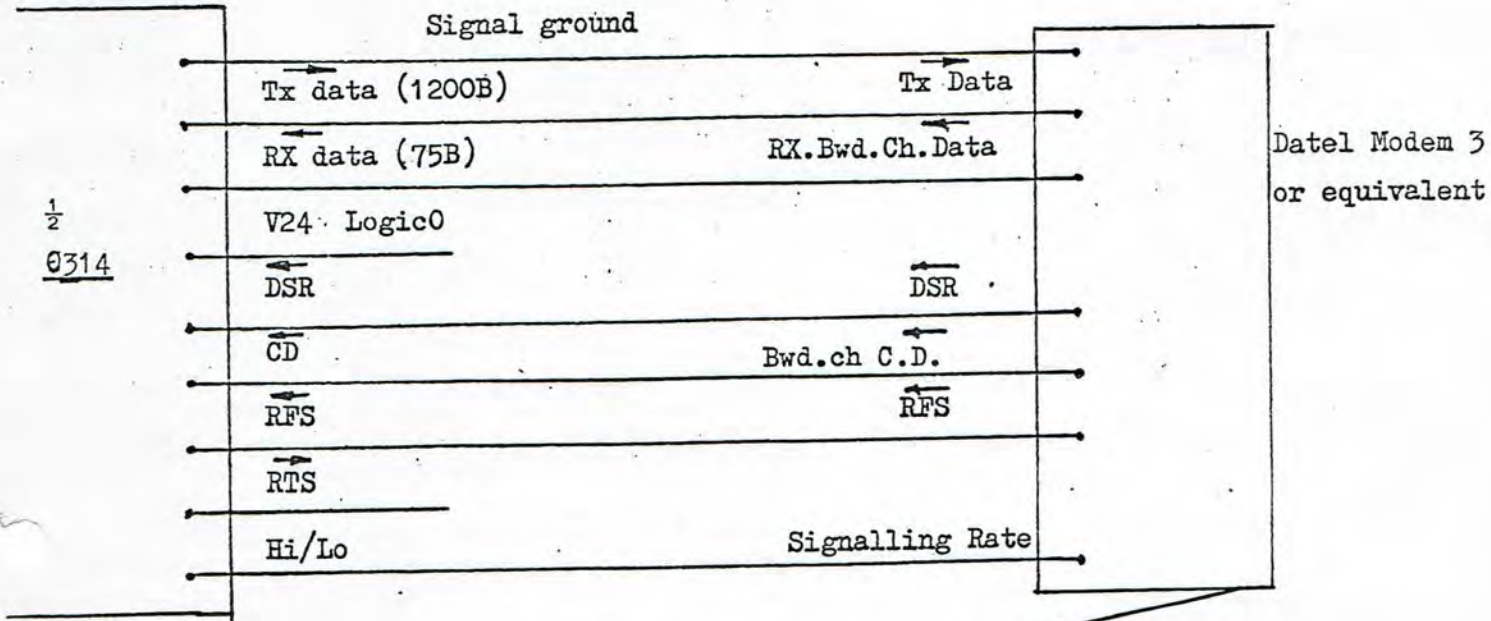 Signal ground
Tx data (1200B) Tx Data
RX data (75B) RX.Bwd.Ch.Data
Datel Modem 3
or equivalent
½
0314
V24 Logic0
DSR DSR
CD Bwd.ch C.D.
RFS RFS
RTS
Hi/Lo Signalling Rate